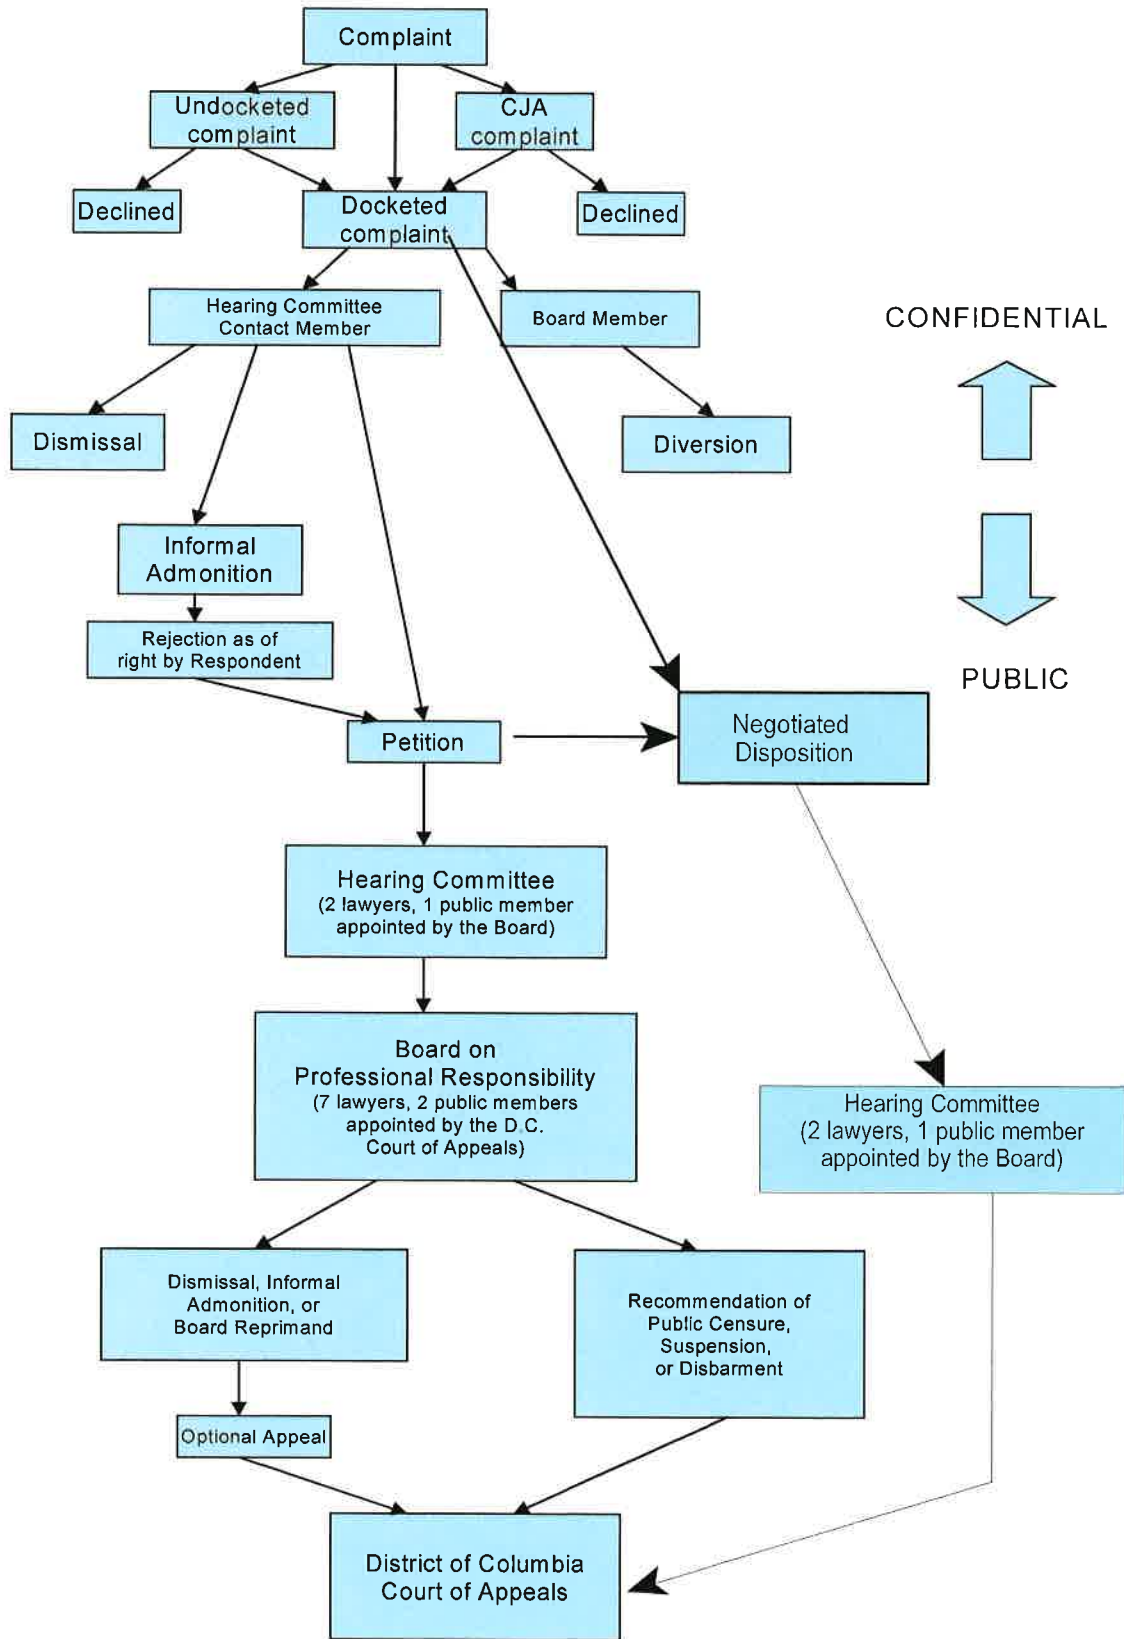 Complaint
Undocketed
complaint
CJA
complaint
Declined
Docketed
complaint
Declined
Hearing Committee
Contact Member
Board Member
CONFIDENTIAL
Dismissal
Diversion
Informal
Admonition
Rejection as of
right by Respondent
PUBLIC
Petition
Negotiated
Disposition
Hearing Committee
(2 lawyers, 1 public member
appointed by the Board)
Board on
Professional Responsibility
(7 lawyers, 2 public members
appointed by the D.C.
Court of Appeals)
Hearing Committee
(2 lawyers, 1 public member
appointed by the Board)
Dismissal, Informal
Admonition, or
Board Reprimand
Recommendation of
Public Censure,
Suspension,
or Disbarment
Optional Appeal
District of Columbia
Court of Appeals